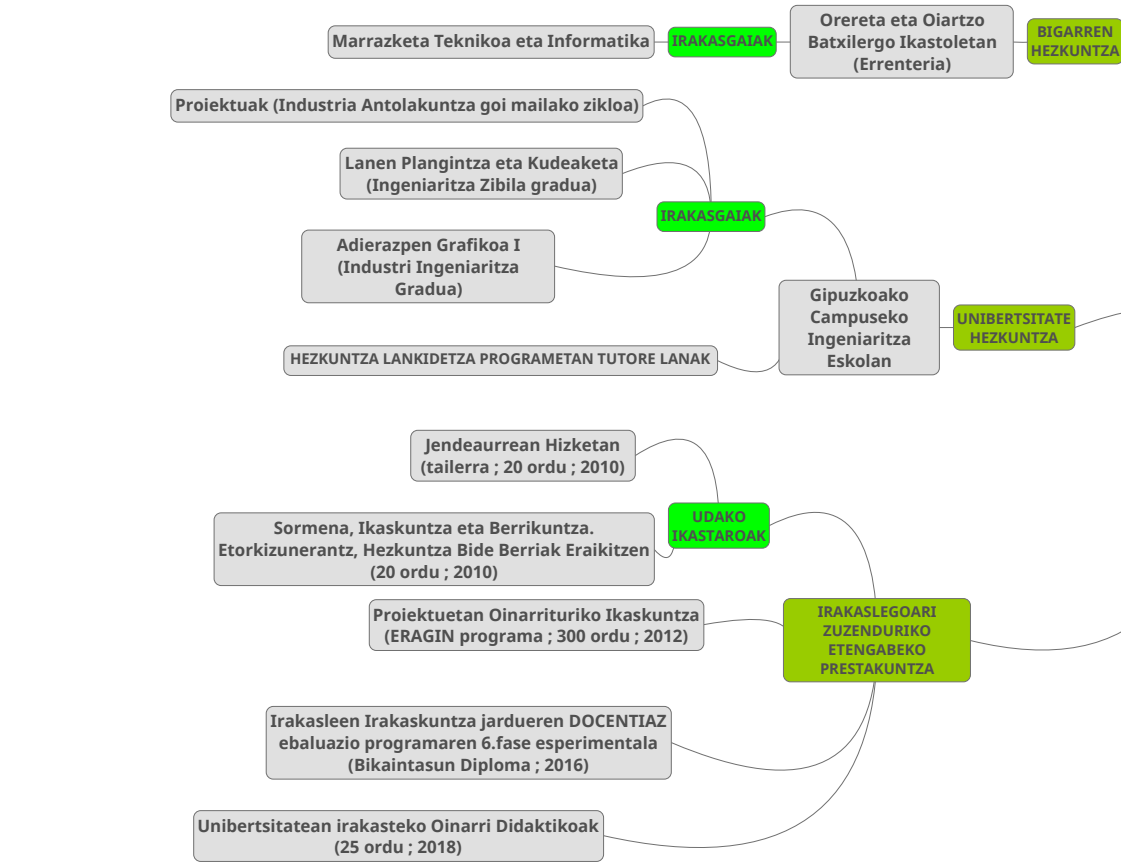 Marrazketa Teknikoa eta Informatika
IRAKASGAIAK
Orereta eta Oiartzo
Batxilergo Ikastoletan
(Errenteria)
BIGARREN
HEZKUNTZA
Proiektuak (Industria Antolakuntza goi mailako zikloa)
Lanen Plangintza eta Kudeaketa
(Ingeniaritza Zibila gradua)
IRAKASGAIAK
Adierazpen Grafikoa I
(Industri Ingeniaritza
Gradua)
Gipuzkoako
Campuseko
Ingeniaritza
Eskolan
UNIBERTSITATE
HEZKUNTZA
HEZKUNTZA LANKIDETZA PROGRAMETAN TUTORE LANAK
Jendeaurrean Hizketan
(tailerra ; 20 ordu ; 2010)
UDAKO
IKASTAROAK
Sormena, Ikaskuntza eta Berrikuntza.
Etorkizunerantz, Hezkuntza Bide Berriak Eraikitzen
(20 ordu ; 2010)
Proiektuetan Oinarrituriko Ikaskuntza
(ERAGIN programa ; 300 ordu ; 2012)
IRAKASLEGOARI
ZUZENDURIKO
ETENGABEKO
PRESTAKUNTZA
Irakasleen Irakaskuntza jardueren DOCENTIAZ
ebaluazio programaren 6.fase esperimentala
(Bikaintasun Diploma ; 2016)
Unibertsitatean irakasteko Oinarri Didaktikoak
(25 ordu ; 2018)